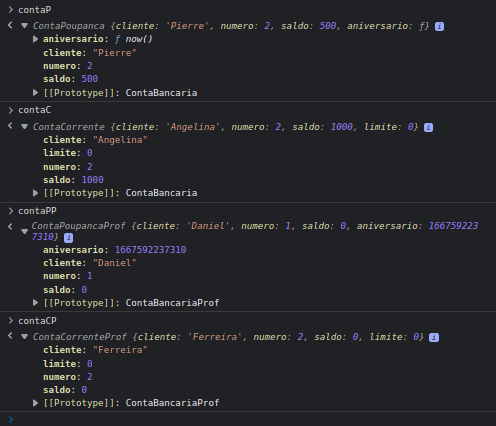 contaP
ContaPoupanca {cliente: 'Pierre', numero: 2, saldo: 500, aniversario: ƒ} i
aniversario: ƒ now()
cliente: "Pierre"
numero: 2
saldo: 500
[[Prototype]]: ContaBancaria
contaC
ContaCorrente {cliente: 'Angelina', numero: 2, saldo: 1000, limite: 0} i
cliente: "Angelina"
limite: 0
numero: 2
saldo: 1000
[[Prototype]]: ContaBancaria
contaPP
ContaPoupancaProf {cliente: 'Daniel', numero: 1, saldo: 0, aniversario: 166759223
7310} i
aniversario: 1667592237310
cliente: "Daniel"
numero: 1
saldo: 0
[[Prototype]]: ContaBancariaProf
contaCP
ContaCorrenteProf {cliente: 'Ferreira', numero: 2, saldo: 0, limite: 0} i
cliente: "Ferreira"
limite: 0
numero: 2
saldo: 0
[[Prototype]]: ContaBancariaProf